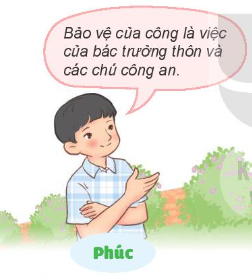 Bảo vệ của công là việc
của bác trưởng thôn và
các chú công an.
Phúc